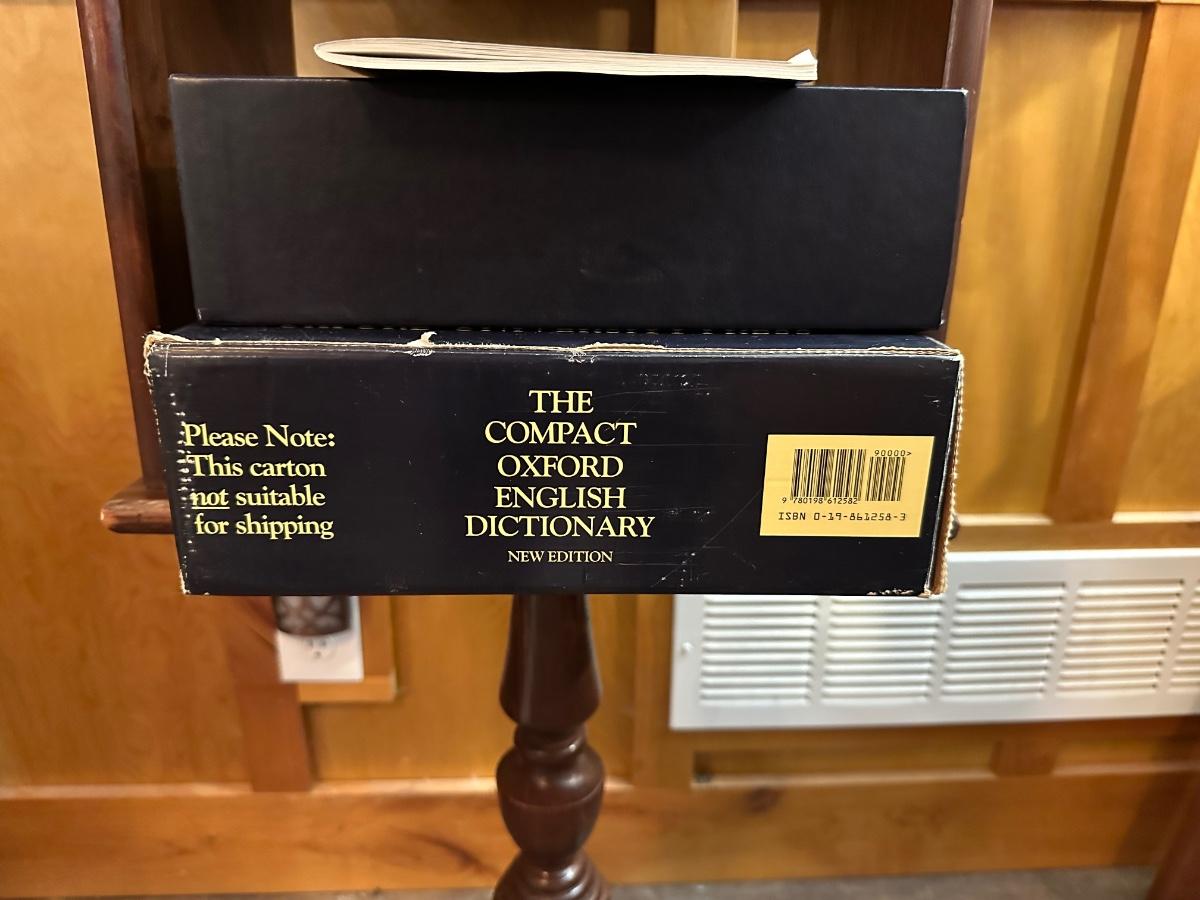 Please Note:
This carton
not suitable
for shipping
THE
COMPACT
OXFORD
ENGLISH
DICTIONARY
NEW EDITION
90000>
9 780198 612582
ISBN 0-19-861258-3